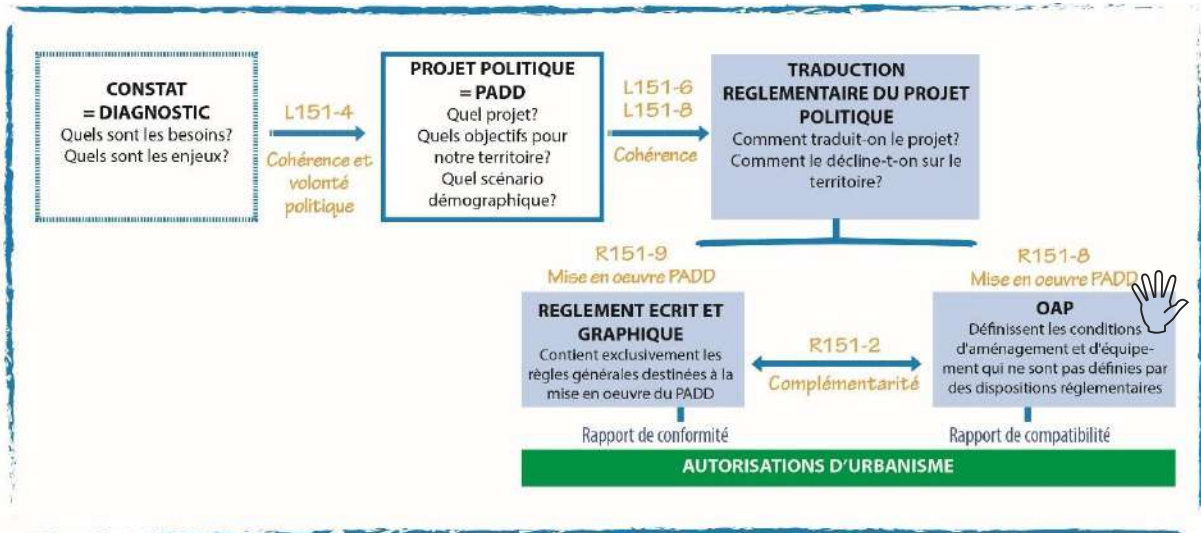 CONSTAT
= DIAGNOSTIC
Quels sont les besoins?
Quels sont les enjeux?
L151-4
Cohérence et
volonté
politique
PROJET POLITIQUE
= PADD
Quel projet?
Quels objectifs pour
notre territoire?
Quel scénario
démographique?
L151-6
L151-8
Cohérence
TRADUCTION
REGLEMENTAIRE DU PROJET
POLITIQUE
Comment traduit-on le projet?
Comment le décline-t-on sur le
territoire?
R151-9
Mise en oeuvre PADD
REGLEMENT ECRIT ET
GRAPHIQUE
Contient exclusivement les
règles générales destinées à la
mise en oeuvre du PADD
R151-2
Complémentarité
R151-8
Mise en oeuvre PADD
OAP
Définissent les conditions
d'aménagement et d'équipe-
ment qui ne sont pas définies par
des dispositions réglementaires
Rapport de conformité
Rapport de compatibilité
AUTORISATIONS D'URBANISME